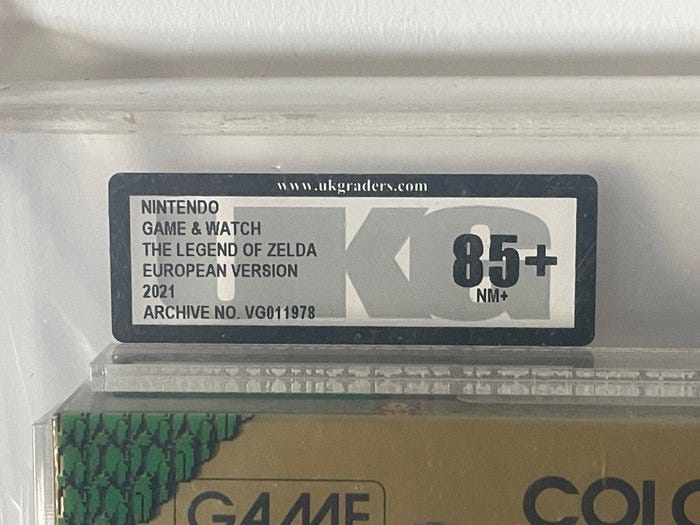 www.ukgraders.com
NINTENDO
GAME & WATCH
THE LEGEND OF ZELDA
EUROPEAN VERSION
2021
ARCHIVE NO. VG011978
UKG
85+
NM+
GAME
COLO